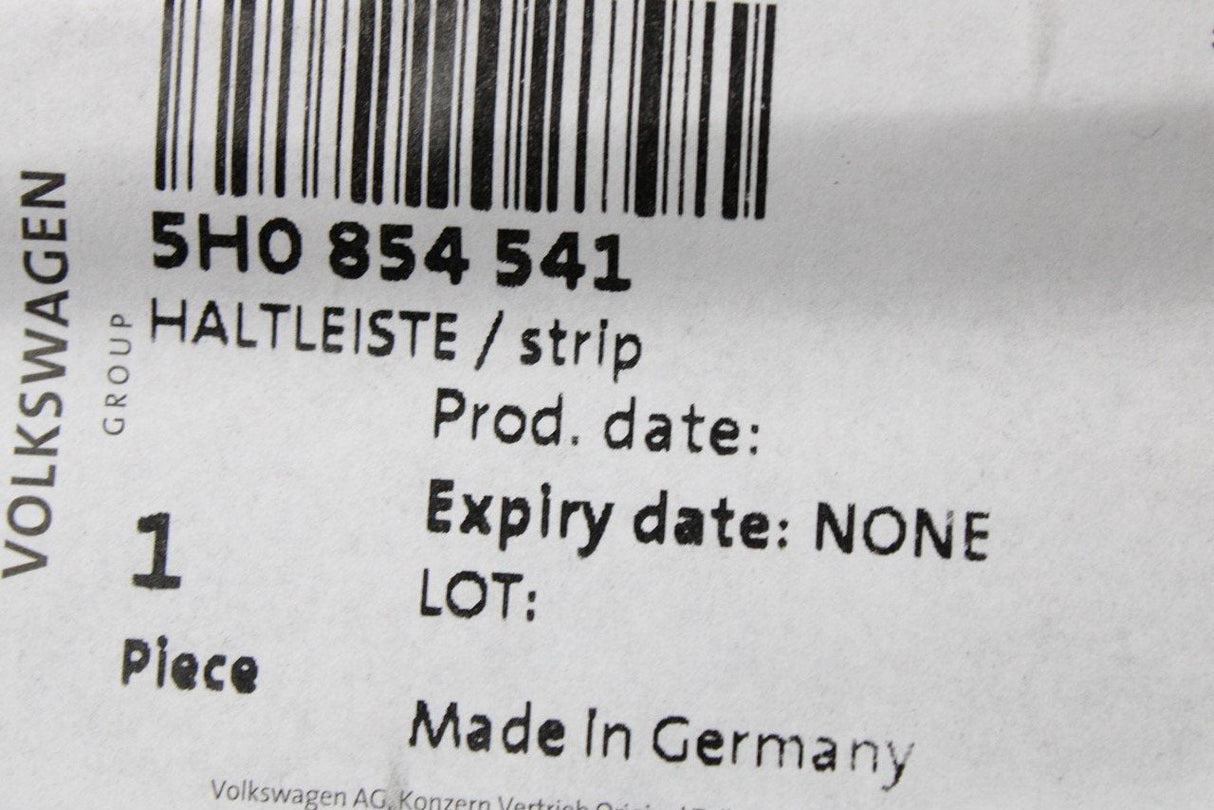 VOLKSWAGEN
GROUP
5H0 854 541
HALTLEISTE / strip
Prod. date:
Expiry date: NONE
LOT:
1
Piece
Made in Germany
Volkswagen AG, Konzern Vertrieb